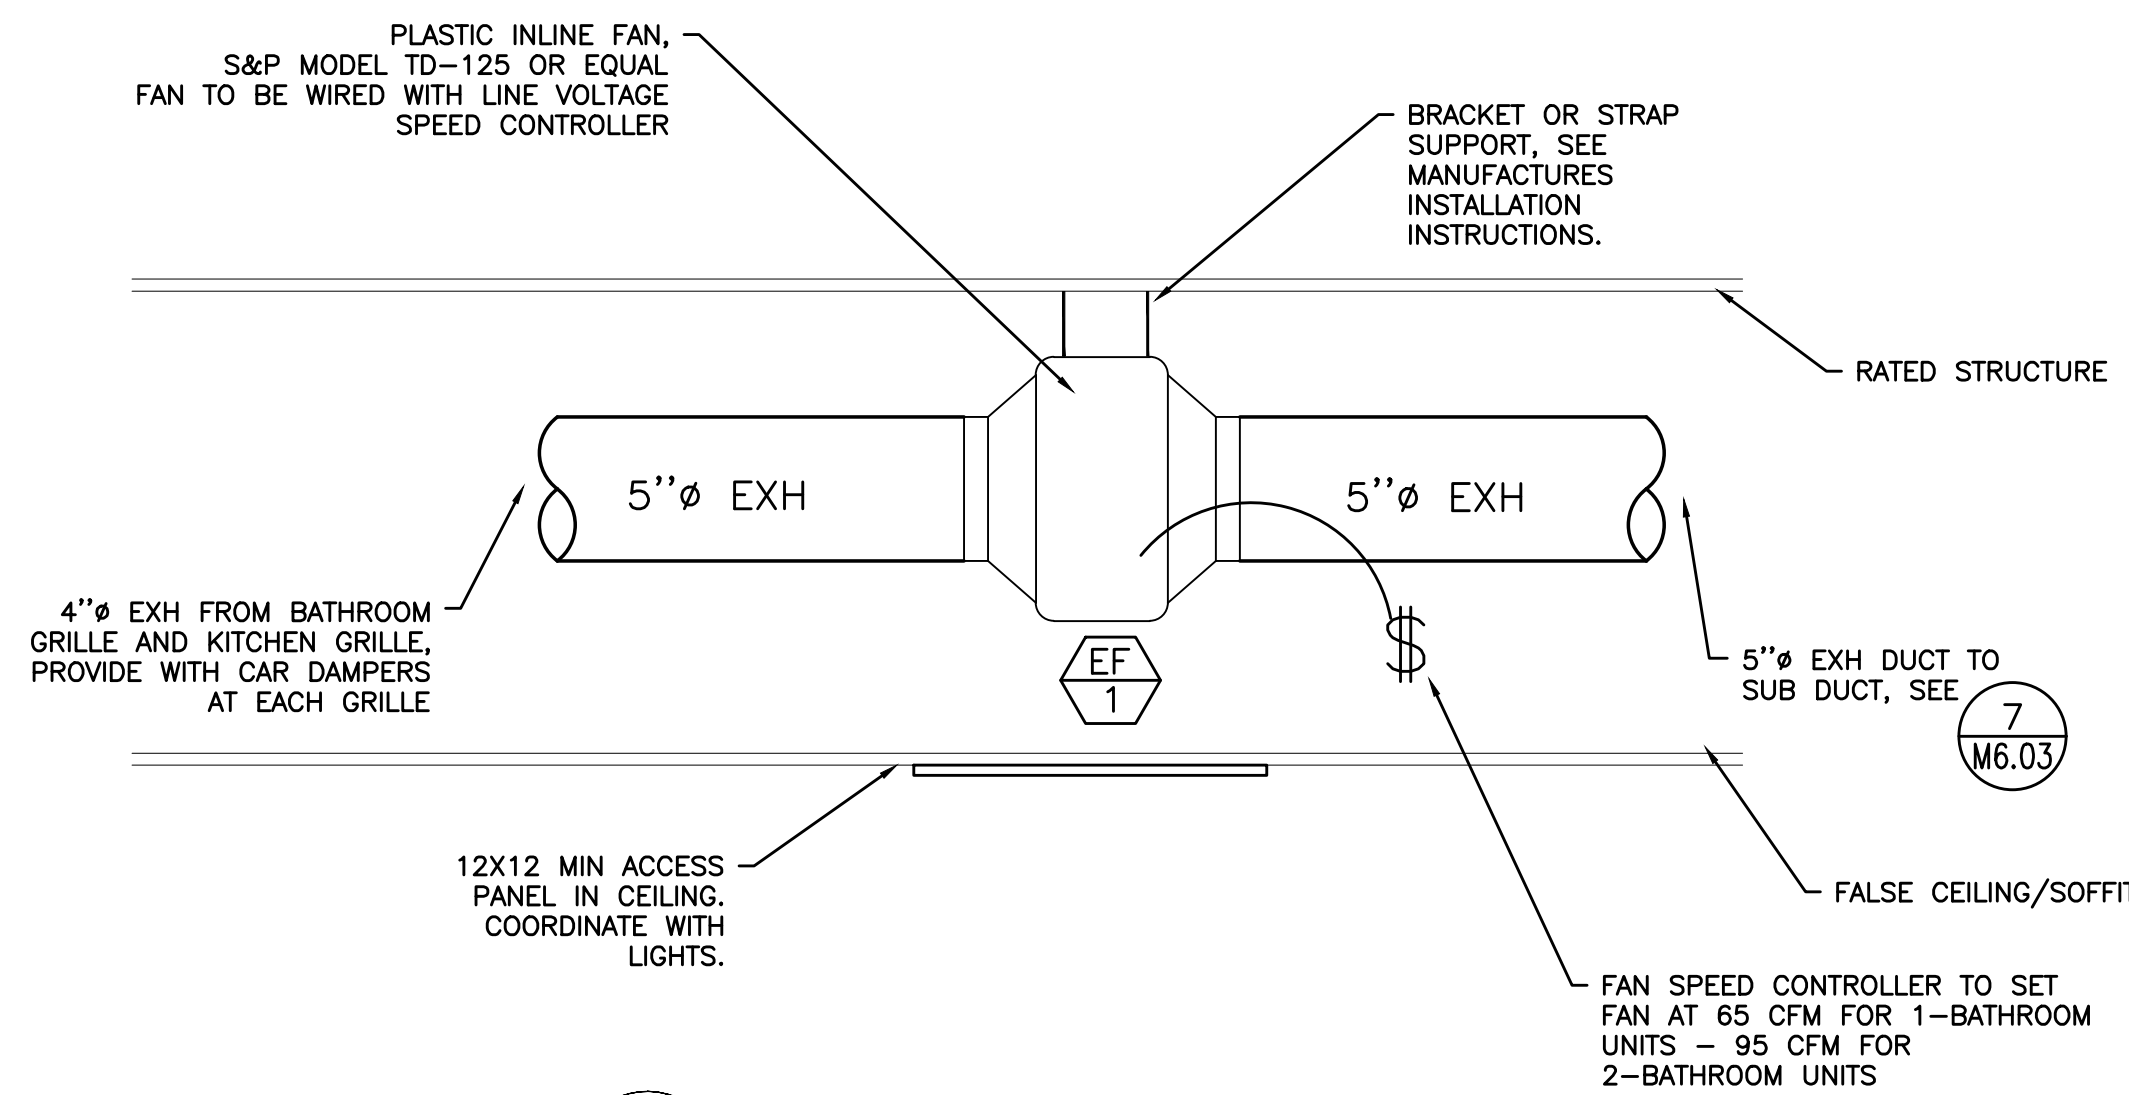 PLASTIC INLINE FAN,
S&P MODEL TD-125 OR EQUAL
FAN TO BE WIRED WITH LINE VOLTAGE
SPEED CONTROLLER
BRACKET OR STRAP
SUPPORT, SEE
MANUFACTURES
INSTALLATION
INSTRUCTIONS.
RATED STRUCTURE
5"ø EXH
5"ø EXH
4"ø EXH FROM BATHROOM
GRILLE AND KITCHEN GRILLE,
PROVIDE WITH CAR DAMPERS
AT EACH GRILLE
$
EF
1
5"ø EXH DUCT TO
SUB DUCT, SEE
7
M6.03
12X12 MIN ACCESS
PANEL IN CEILING.
COORDINATE WITH
LIGHTS.
FALSE CEILING/SOFFIT
FAN SPEED CONTROLLER TO SET
FAN AT 65 CFM FOR 1-BATHROOM
UNITS - 95 CFM FOR
2-BATHROOM UNITS